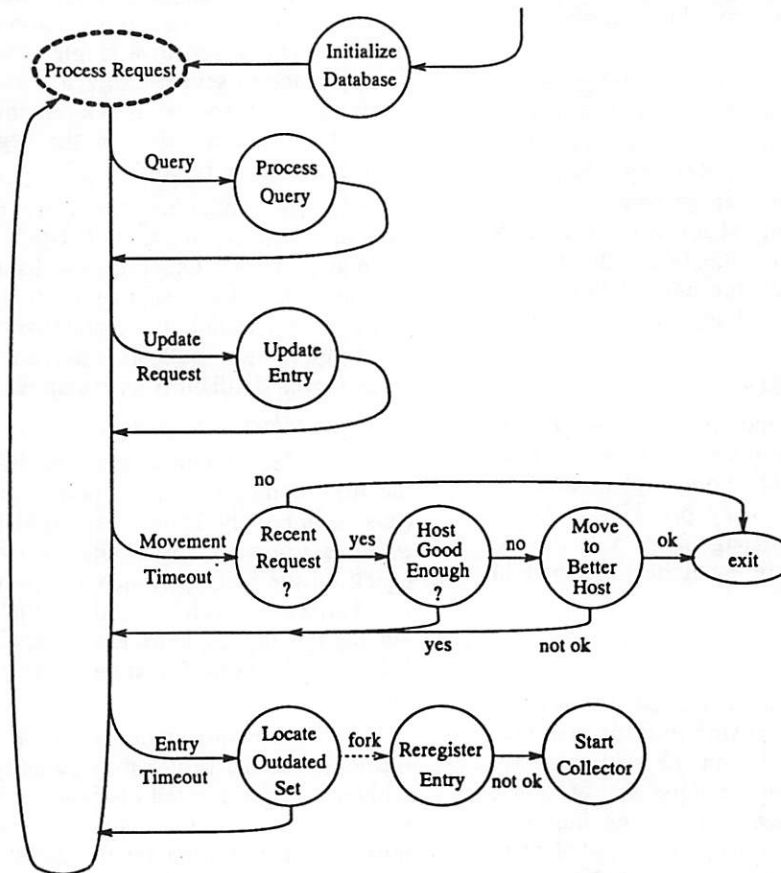 Initialize
Database
Process Request
Query
Process
Query
Update
Request
Update
Entry
no
Movement
Timeout
Recent
Request
?
yes
Host
Good
Enough
?
no
Move
to
Better
Host
ok
exit
yes
not ok
Entry
Timeout
Locate
Outdated
Set
fork
Reregister
Entry
not ok
Start
Collector